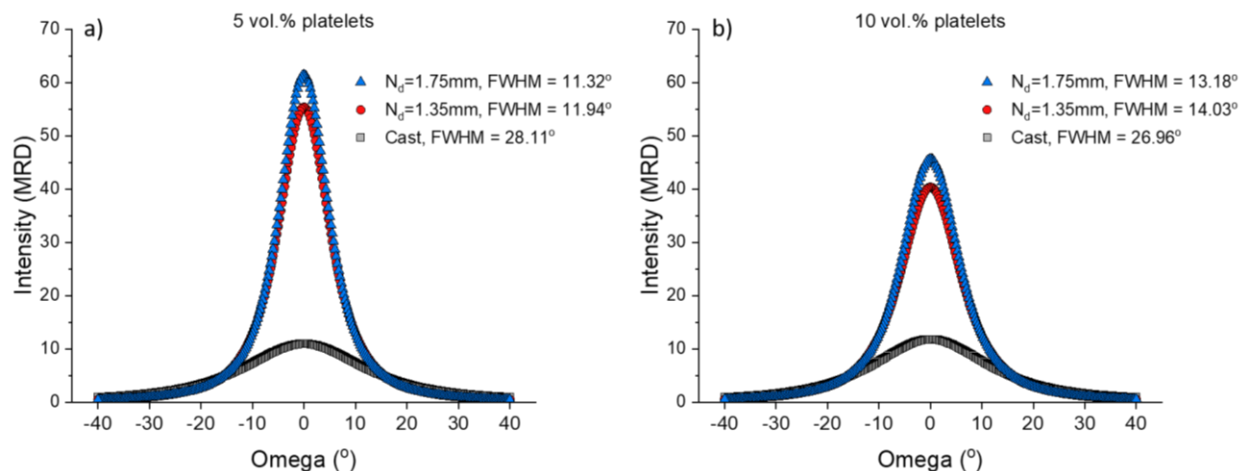 a)
5 vol.% platelets
N_d=1.75mm, FWHM = 11.32°
N_d=1.35mm, FWHM = 11.94°
Cast, FWHM = 28.11°
Intensity (MRD)
70
60
50
40
30
20
10
0
-40 -30 -20 -10 0 10 20 30 40
Omega (°)
b)
10 vol.% platelets
N_d=1.75mm, FWHM = 13.18°
N_d=1.35mm, FWHM = 14.03°
Cast, FWHM = 26.96°
Intensity (MRD)
70
60
50
40
30
20
10
0
-40 -30 -20 -10 0 10 20 30 40
Omega (°)